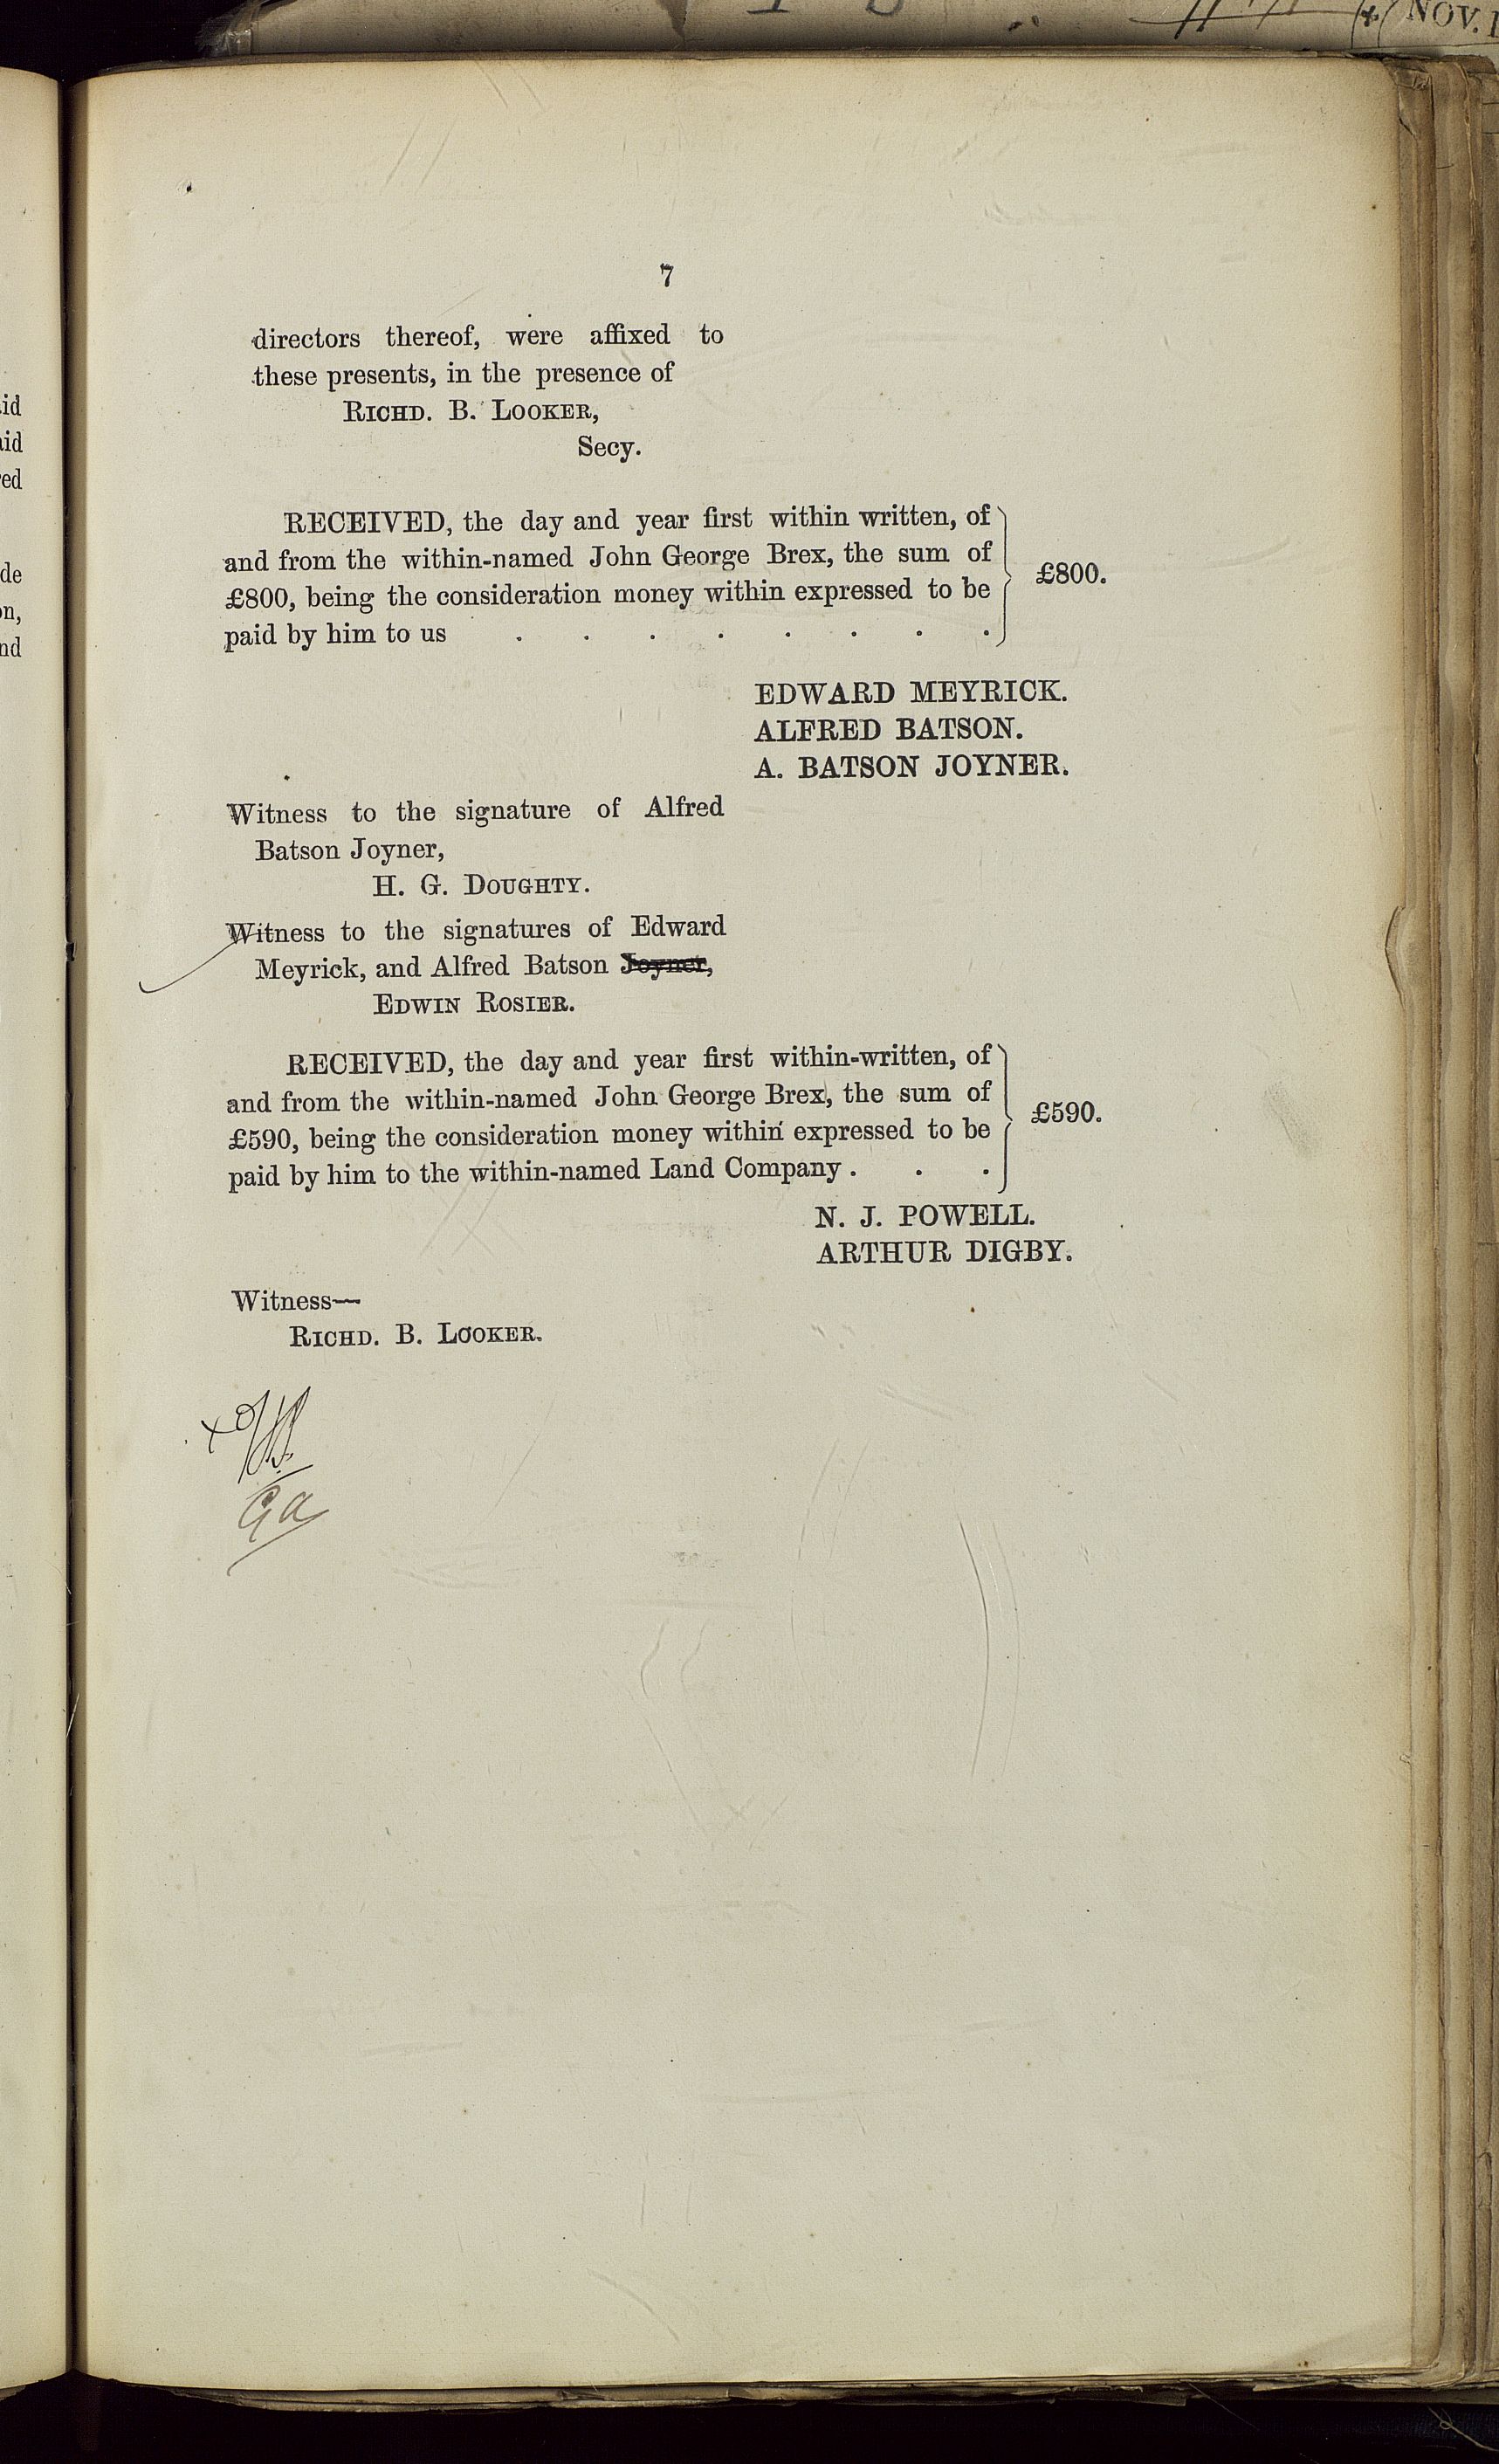 NOV. 1
7
directors thereof, were affixed to
these presents, in the presence of
RICHD. B. LOOKER,
Secy.
RECEIVED, the day and year first within written, of
and from the within-named John George Brex, the sum of
£800, being the consideration money within expressed to be
paid by him to us . . . . . . . .
£800.
EDWARD MEYRICK.
ALFRED BATSON.
A. BATSON JOYNER.
Witness to the signature of Alfred
Batson Joyner,
H. G. DOUGHTY.
Witness to the signatures of Edward
Meyrick, and Alfred Batson Joyner,
EDWIN ROSIER.
RECEIVED, the day and year first within-written, of
and from the within-named John George Brex, the sum of
£590, being the consideration money within expressed to be
paid by him to the within-named Land Company . . .
£590.
N. J. POWELL.
ARTHUR DIGBY.
Witness—
RICHD. B. LOOKER.